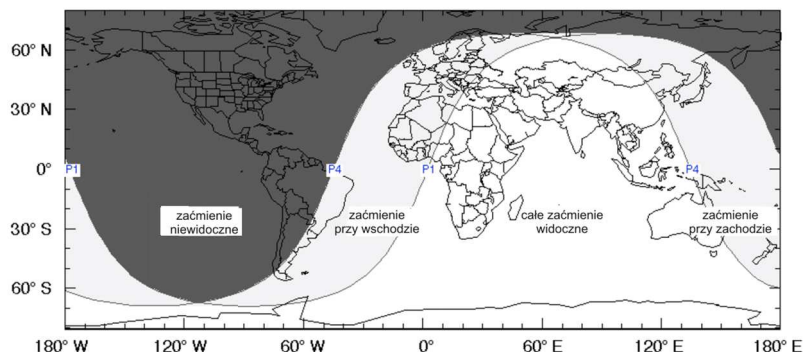 60° N
30° N
0°
30° S
60° S
P1
P4
P1
P4
zaćmienie
niewidoczne
zaćmienie
przy wschodzie
całe zaćmienie
widoczne
zaćmienie
przy zachodzie
180° W
120° W
60° W
0°
60° E
120° E
180° E